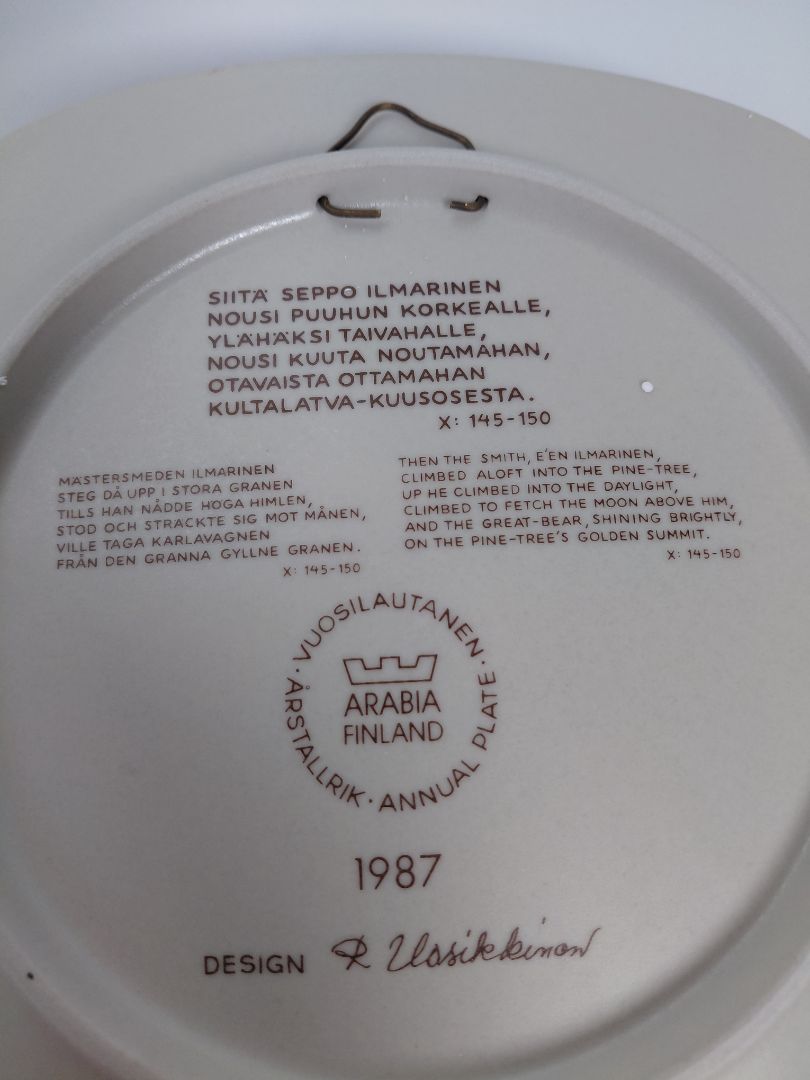 SIITÄ SEPPO ILMARINEN
NOUSI PUUHUN KORKEALLE,
YLÄHÄKSI TAIVAHALLE,
NOUSI KUUTA NOUTAMAHAN,
OTAVAISTA OTTAMAHAN
KULTALATVA-KUUSOSESTA.
X: 145-150
MÄSTERSMEDEN ILMARINEN
STEG DÅ UPP I STORA GRANEN
TILLS HAN NÅDDE HÖGA HIMLEN,
STOD OCH STRÄCKTE SIG MOT MÅNEN,
VILLE TAGA KARLAVAGNEN
FRÅN DEN GRANNA GYLLNE GRANEN.
X: 145-150
THEN THE SMITH, E'EN ILMARINEN,
CLIMBED ALOFT INTO THE PINE-TREE,
UP HE CLIMBED INTO THE DAYLIGHT,
CLIMBED TO FETCH THE MOON ABOVE HIM,
AND THE GREAT-BEAR, SHINING BRIGHTLY,
ON THE PINE-TREE'S GOLDEN SUMMIT.
X: 145-150
· VUOSILAUTANEN · ANNUAL PLATE · ÅRSTALLRIK
ARABIA
FINLAND
1987
DESIGN R Uosikkinen